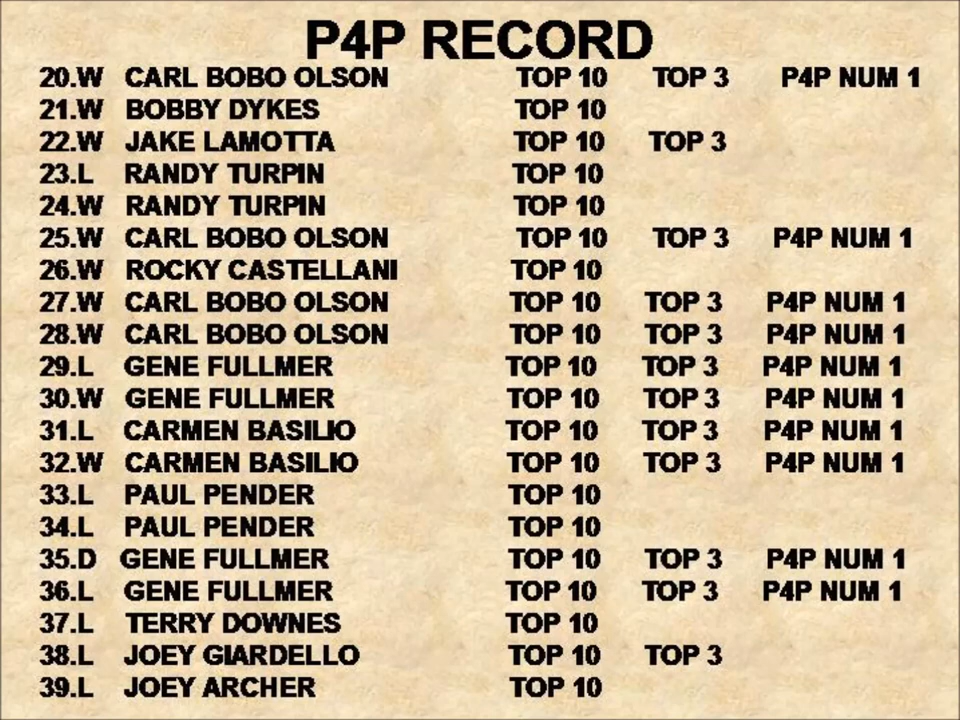 P4P RECORD
20.W CARL BOBO OLSON TOP 10 TOP 3 P4P NUM 1
21.W BOBBY DYKES TOP 10
22.W JAKE LAMOTTA TOP 10 TOP 3
23.L RANDY TURPIN TOP 10
24.W RANDY TURPIN TOP 10
25.W CARL BOBO OLSON TOP 10 TOP 3 P4P NUM 1
26.W ROCKY CASTELLANI TOP 10
27.W CARL BOBO OLSON TOP 10 TOP 3 P4P NUM 1
28.W CARL BOBO OLSON TOP 10 TOP 3 P4P NUM 1
29.L GENE FULLMER TOP 10 TOP 3 P4P NUM 1
30.W GENE FULLMER TOP 10 TOP 3 P4P NUM 1
31.L CARMEN BASILIO TOP 10 TOP 3 P4P NUM 1
32.W CARMEN BASILIO TOP 10 TOP 3 P4P NUM 1
33.L PAUL PENDER TOP 10
34.L PAUL PENDER TOP 10
35.D GENE FULLMER TOP 10 TOP 3 P4P NUM 1
36.L GENE FULLMER TOP 10 TOP 3 P4P NUM 1
37.L TERRY DOWNES TOP 10
38.L JOEY GIARDELLO TOP 10 TOP 3
39.L JOEY ARCHER TOP 10